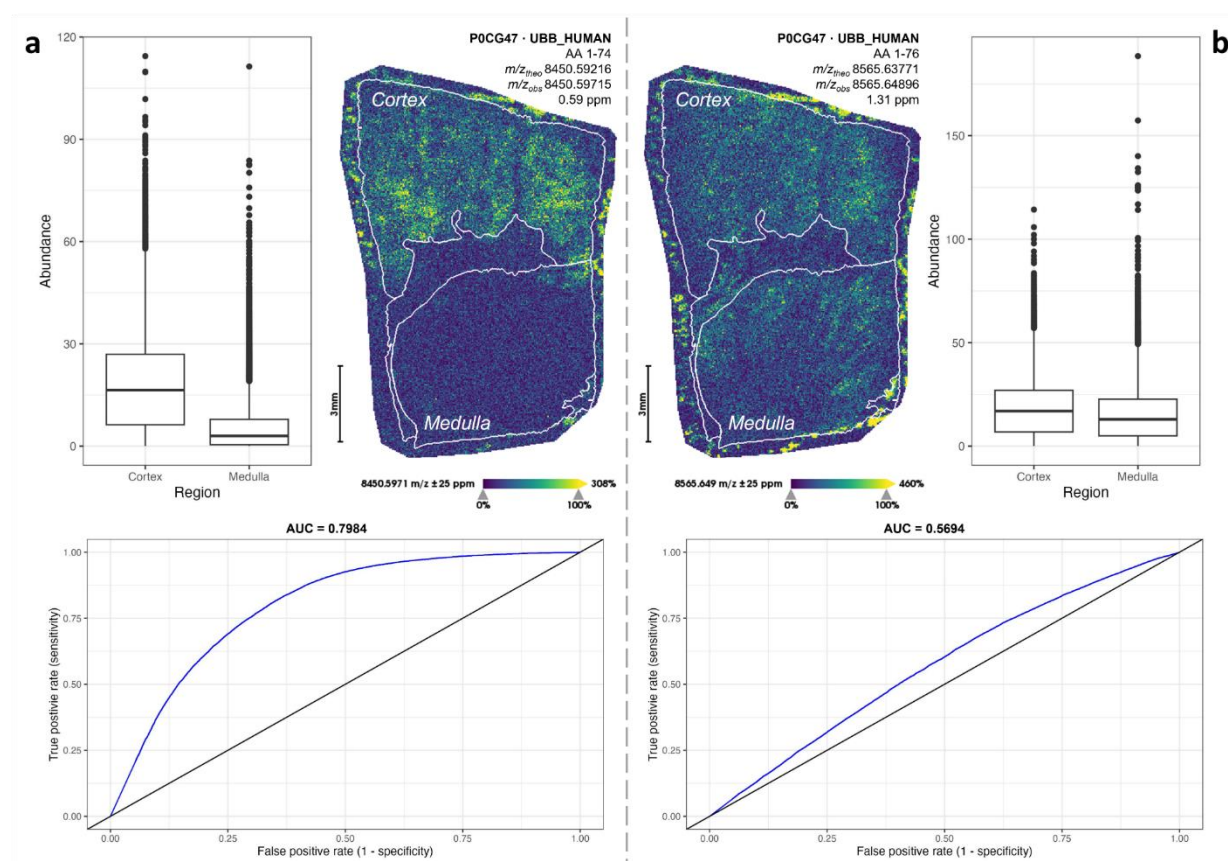 a
120
90
60
30
0
Abundance
Cortex
Medulla
Region
P0CG47 · UBB_HUMAN
AA 1-74
m/ztheo 8450.59216
m/zobs 8450.59715
0.59 ppm
Cortex
Medulla
3mm
8450.5971 m/z ± 25 ppm
308%
0%
100%
P0CG47 · UBB_HUMAN
AA 1-76
m/ztheo 8565.63771
m/zobs 8565.64896
1.31 ppm
Cortex
Medulla
3mm
8565.649 m/z ± 25 ppm
460%
0%
100%
b
150
100
50
0
Abundance
Cortex
Medulla
Region
AUC = 0.7984
1.00
0.75
0.50
0.25
0.00
True positvie rate (sensitivity)
0.00
0.25
0.50
0.75
1.00
False positive rate (1 - specificity)
AUC = 0.5694
1.00
0.75
0.50
0.25
0.00
True positvie rate (sensitivity)
0.00
0.25
0.50
0.75
1.00
False positive rate (1 - specificity)